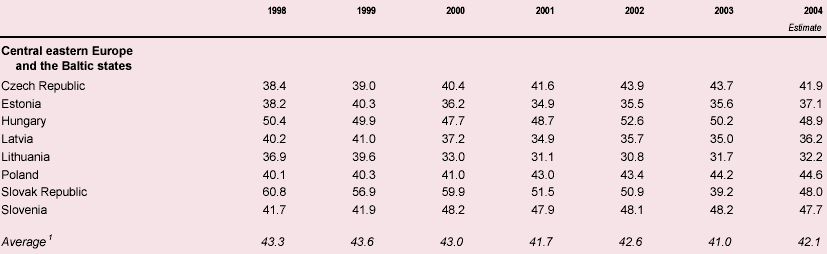 1998 1999 2000 2001 2002 2003 2004
Estimate
Central eastern Europe
and the Baltic states
Czech Republic 38.4 39.0 40.4 41.6 43.9 43.7 41.9
Estonia 38.2 40.3 36.2 34.9 35.5 35.6 37.1
Hungary 50.4 49.9 47.7 48.7 52.6 50.2 48.9
Latvia 40.2 41.0 37.2 34.9 35.7 35.0 36.2
Lithuania 36.9 39.6 33.0 31.1 30.8 31.7 32.2
Poland 40.1 40.3 41.0 43.0 43.4 44.2 44.6
Slovak Republic 60.8 56.9 59.9 51.5 50.9 39.2 48.0
Slovenia 41.7 41.9 48.2 47.9 48.1 48.2 47.7
Average 1 43.3 43.6 43.0 41.7 42.6 41.0 42.1